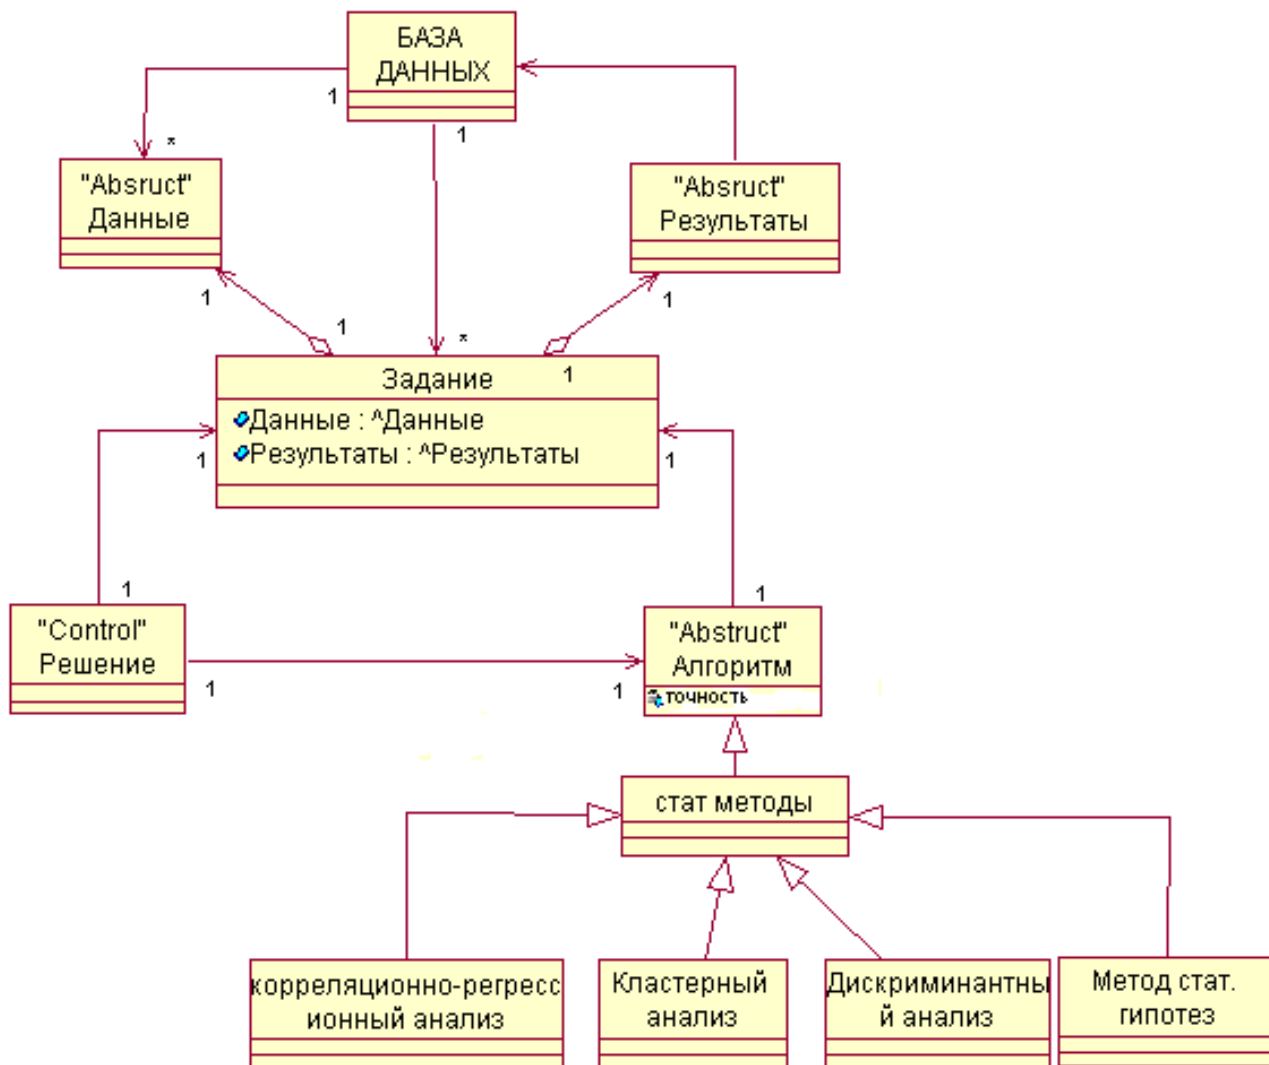 БАЗА
ДАННЫХ
1
1
*
"Absruct"
Данные
"Absruct"
Результаты
1
1
1
*
Задание
1
Данные : ^Данные
Результаты : ^Результаты
1
1
1
1
"Control"
Решение
"Abstruct"
Алгоритм
точность
1
1
стат методы
корреляционно-регресс
ионный анализ
Кластерный
анализ
Дискриминантны
й анализ
Метод стат.
гипотез